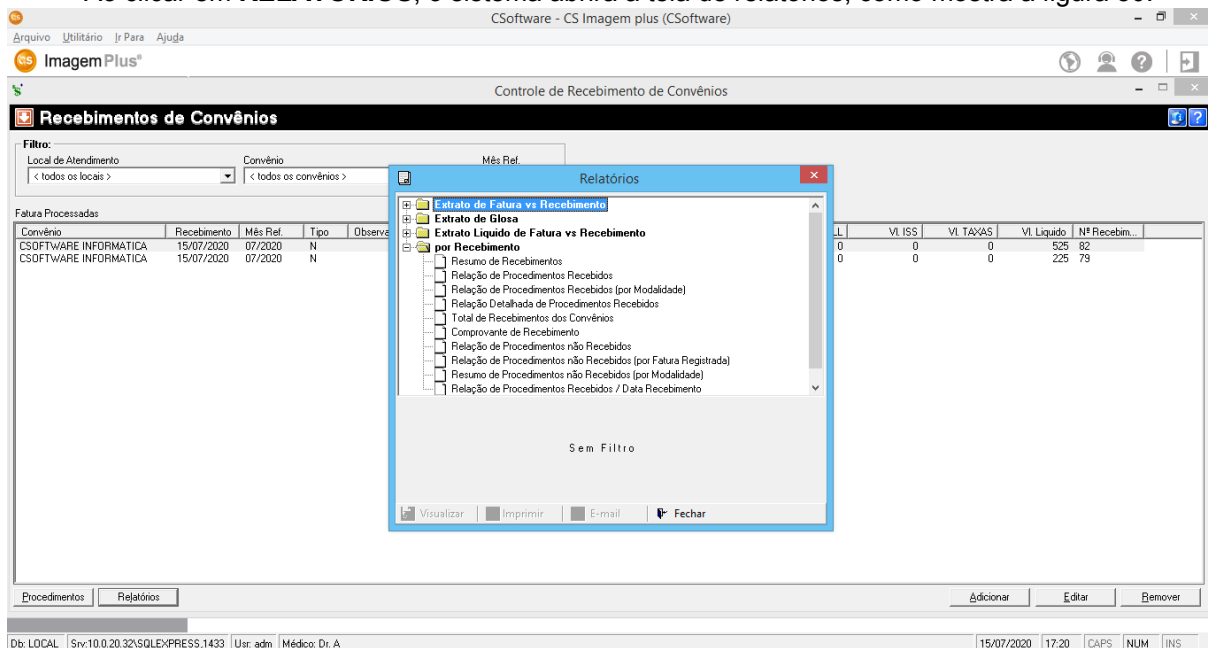 CSoftware - CS Imagem plus (CSoftware)
Arquivo Utilitário Ir Para Ajuda
CS ImagemPlus®
Controle de Recebimento de Convênios
Recebimentos de Convênios
Filtro:
Local de Atendimento Convênio Mês Ref.
< todos os locais > < todos os convênios >
Fatura Processadas
Convênio Recebimento Mês Ref. Tipo VI. ISS VI. TAXAS VI. Liquido Nº Recebim...
CSOFTWARE INFORMATICA 15/07/2020 07/2020 N 0 0 0 525 82
CSOFTWARE INFORMATICA 15/07/2020 07/2020 N 0 0 0 225 79
Relatórios
Extrato de Fatura vs Recebimento
Extrato de Glosa
Extrato Liquido de Fatura vs Recebimento
por Recebimento
Resumo de Recebimentos
Relação de Procedimentos Recebidos
Relação de Procedimentos Recebidos (por Modalidade)
Relação Detalhada de Procedimentos Recebidos
Total de Recebimentos dos Convênios
Comprovante de Recebimento
Relação de Procedimentos não Recebidos
Relação de Procedimentos não Recebidos (por Fatura Registrada)
Resumo de Procedimentos não Recebidos (por Modalidade)
Relação de Procedimentos Recebidos / Data Recebimento
Sem Filtro
Visualizar Imprimir E-mail Fechar
Procedimentos Relatórios Adicionar Editar Remover
Db: LOCAL Srv:10.0.20.32\SQLEXPRESS,1433 Usr: adm Médico: Dr. A 15/07/2020 17:20 CAPS NUM INS